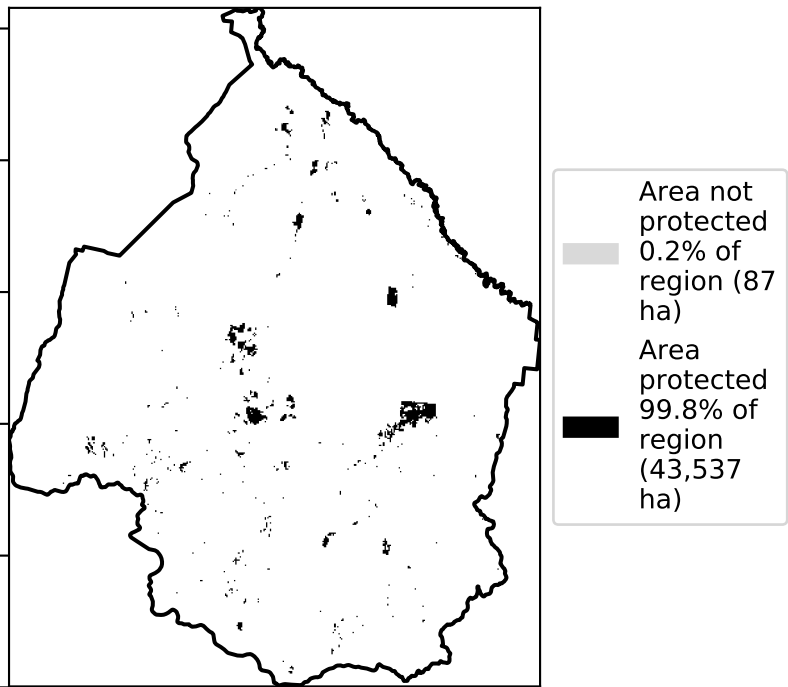 Area not
protected
0.2% of
region (87
ha)
Area
protected
99.8% of
region
(43,537
ha)